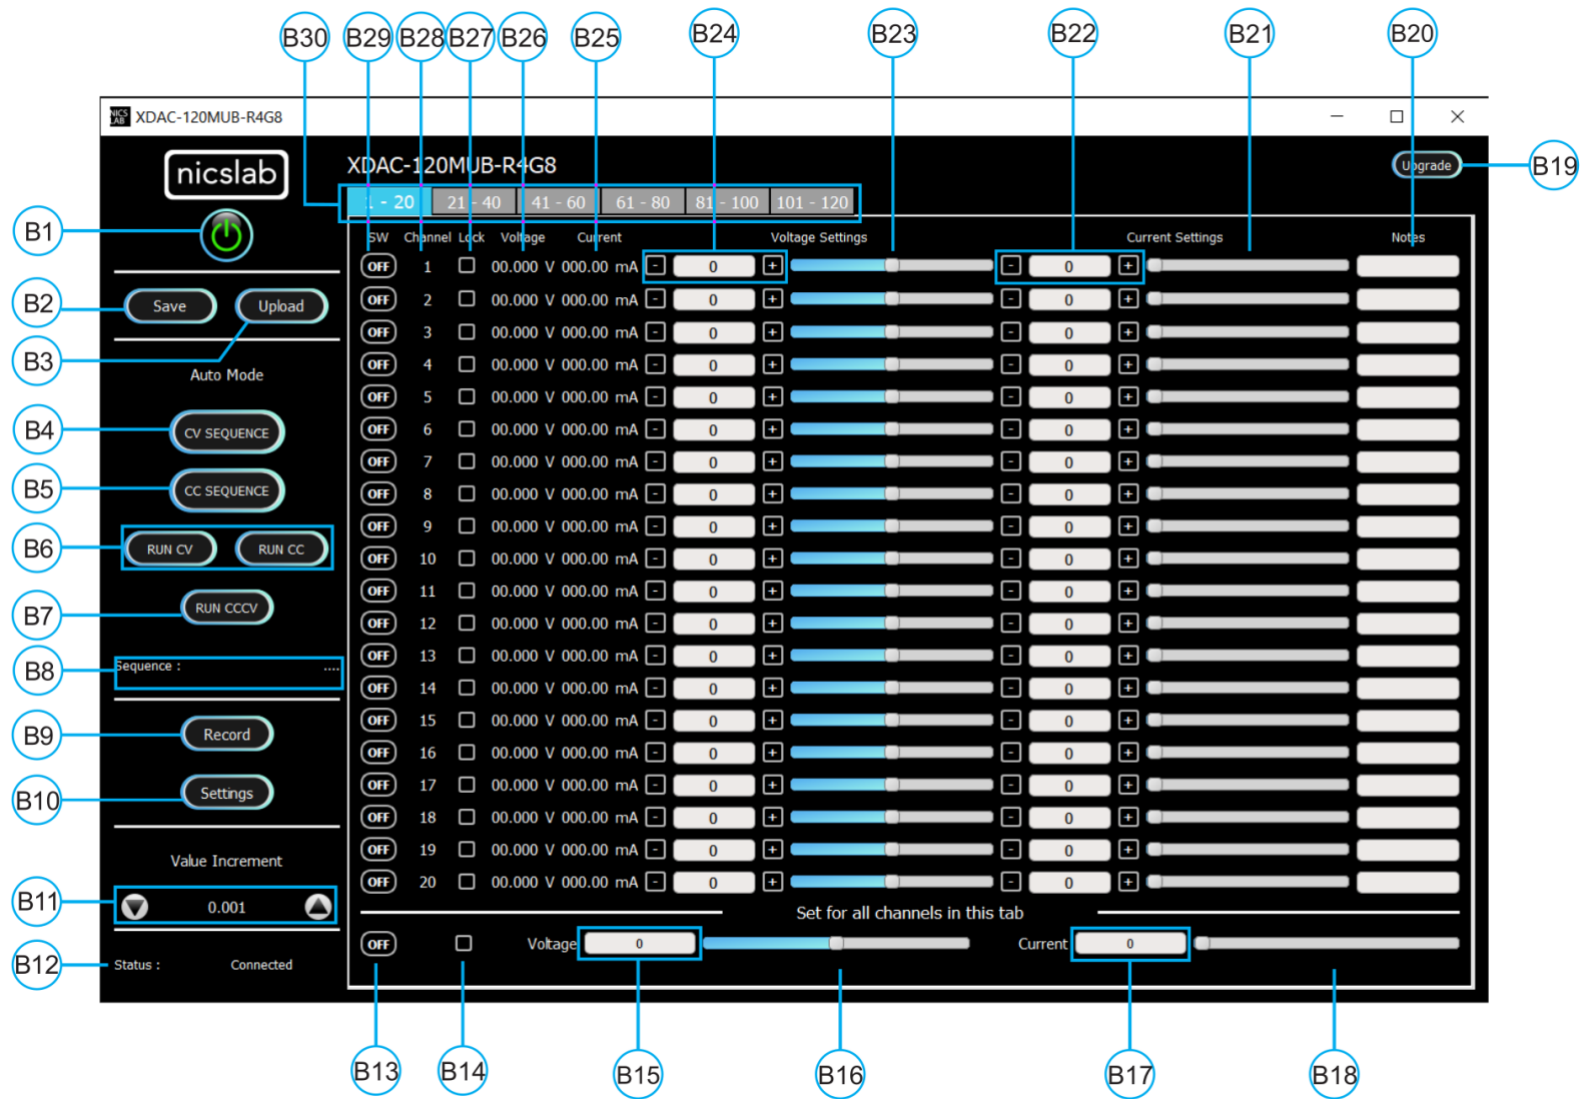 B30 B29 B28 B27 B26 B25 B24 B23 B22 B21 B20
NICS LAB XDAC-120MUB-R4G8
nicslab
XDAC-120MUB-R4G8
Upgrade
B19
1 - 20 21 - 40 41 - 60 61 - 80 81 - 100 101 - 120
B1
SW Channel Lock Voltage Current Voltage Settings Current Settings Notes
OFF 1 00.000 V 000.00 mA - 0 + - 0 +
B2
Save Upload
OFF 2 00.000 V 000.00 mA - 0 + - 0 +
OFF 3 00.000 V 000.00 mA - 0 + - 0 +
B3
Auto Mode
OFF 4 00.000 V 000.00 mA - 0 + - 0 +
OFF 5 00.000 V 000.00 mA - 0 + - 0 +
B4
CV SEQUENCE
OFF 6 00.000 V 000.00 mA - 0 + - 0 +
OFF 7 00.000 V 000.00 mA - 0 + - 0 +
B5
CC SEQUENCE
OFF 8 00.000 V 000.00 mA - 0 + - 0 +
OFF 9 00.000 V 000.00 mA - 0 + - 0 +
B6
RUN CV RUN CC
OFF 10 00.000 V 000.00 mA - 0 + - 0 +
OFF 11 00.000 V 000.00 mA - 0 + - 0 +
B7
RUN CCCV
OFF 12 00.000 V 000.00 mA - 0 + - 0 +
OFF 13 00.000 V 000.00 mA - 0 + - 0 +
B8
Sequence : ....
OFF 14 00.000 V 000.00 mA - 0 + - 0 +
OFF 15 00.000 V 000.00 mA - 0 + - 0 +
B9
Record
OFF 16 00.000 V 000.00 mA - 0 + - 0 +
OFF 17 00.000 V 000.00 mA - 0 + - 0 +
B10
Settings
OFF 18 00.000 V 000.00 mA - 0 + - 0 +
OFF 19 00.000 V 000.00 mA - 0 + - 0 +
Value Increment
OFF 20 00.000 V 000.00 mA - 0 + - 0 +
B11
0.001
Set for all channels in this tab
OFF Voltage 0 Current 0
B12
Status : Connected
B13 B14 B15 B16 B17 B18